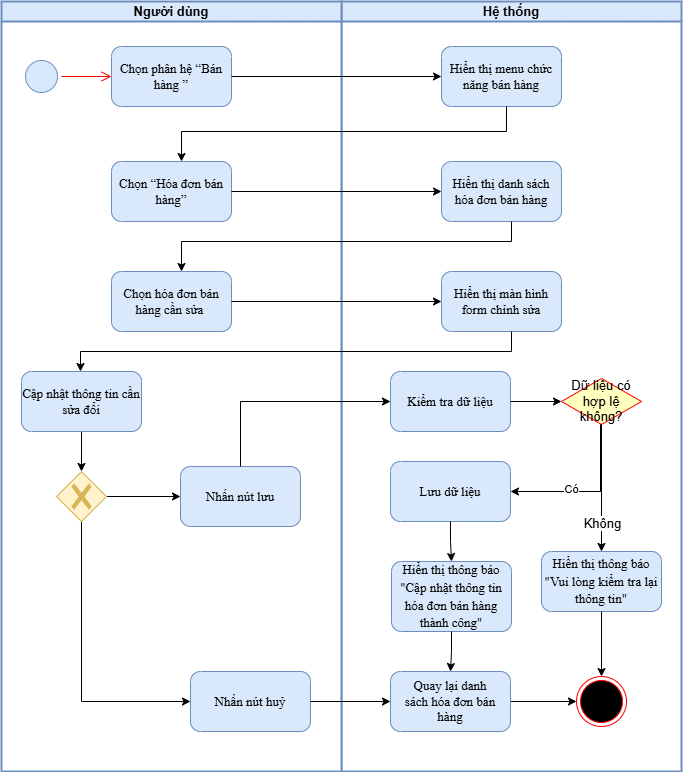 Người dùng
Hệ thống
Chọn phân hệ “Bán
hàng ”
Hiển thị menu chức
năng bán hàng
Chọn “Hóa đơn bán
hàng”
Hiển thị danh sách
hóa đơn bán hàng
Chọn hóa đơn bán
hàng cần sửa
Hiển thị màn hình
form chỉnh sửa
Cập nhật thông tin cần
sửa đổi
Kiểm tra dữ liệu
Dữ liệu có
hợp lệ
không?
Nhấn nút lưu
Lưu dữ liệu
Có
Không
Hiển thị thông báo
"Cập nhật thông tin
hóa đơn bán hàng
thành công"
Hiển thị thông báo
"Vui lòng kiểm tra lại
thông tin"
Nhấn nút huỷ
Quay lại danh
sách hóa đơn bán
hàng